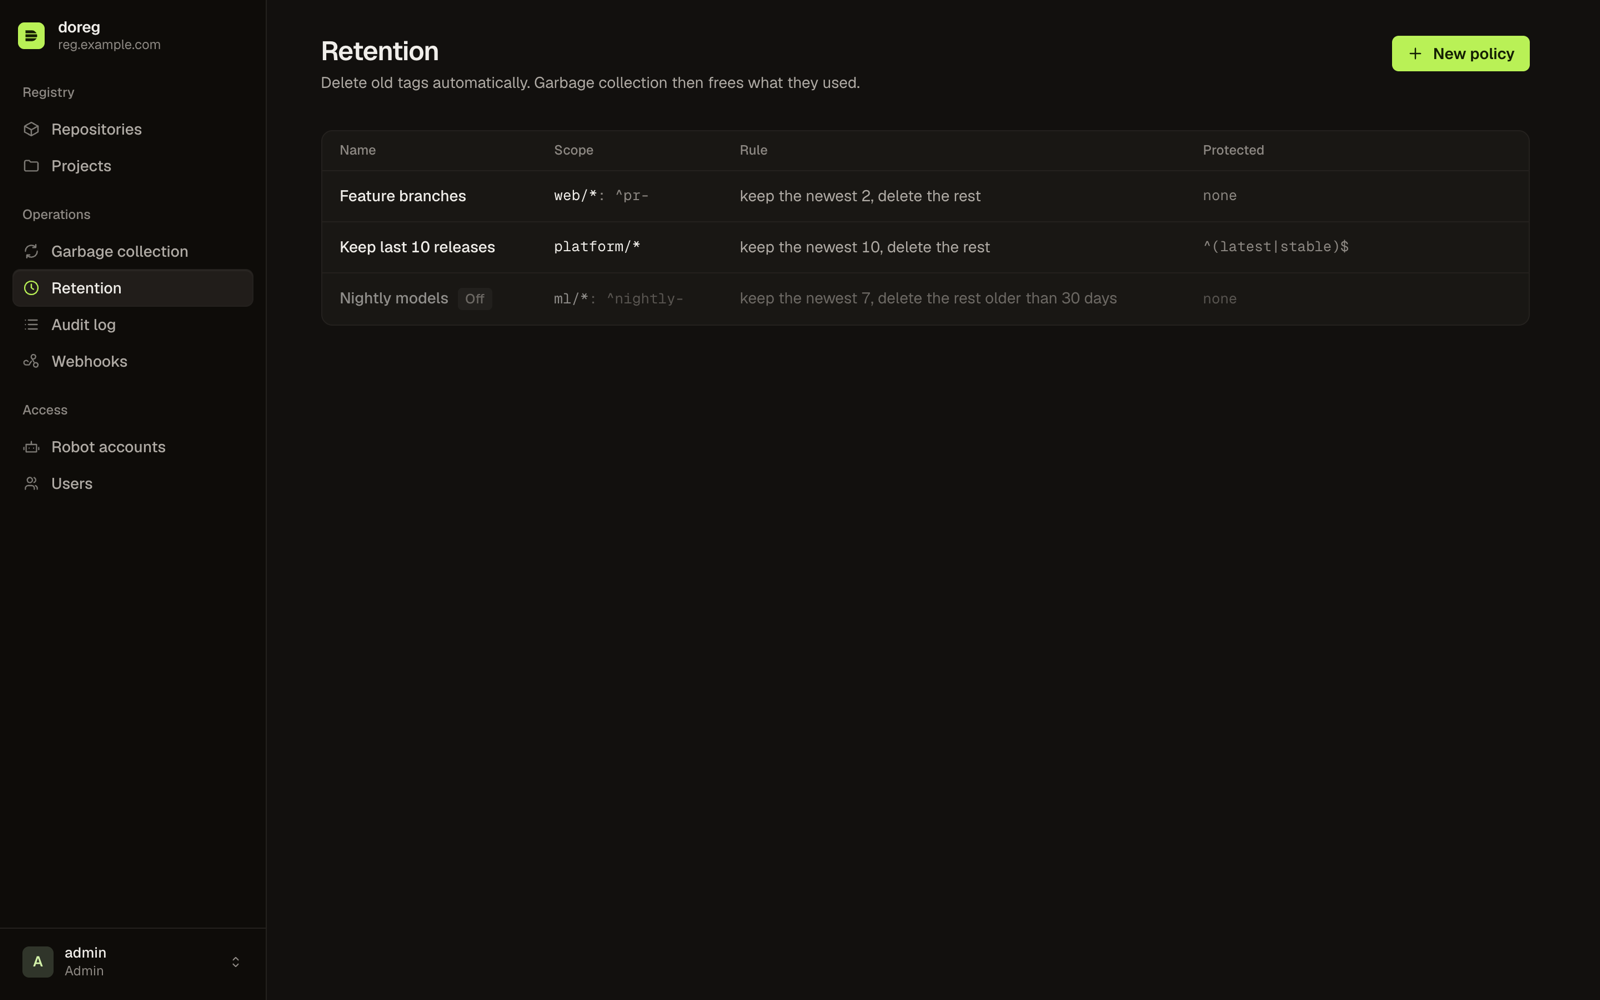 doreg
reg.example.com
Registry
Repositories
Projects
Operations
Garbage collection
Retention
Audit log
Webhooks
Access
Robot accounts
Users
A
admin
Admin
Retention
Delete old tags automatically. Garbage collection then frees what they used.
New policy
Name Scope Rule Protected
Feature branches web/*: ^pr- keep the newest 2, delete the rest none
Keep last 10 releases platform/* keep the newest 10, delete the rest ^(latest|stable)$
Nightly models Off ml/*: ^nightly- keep the newest 7, delete the rest older than 30 days none